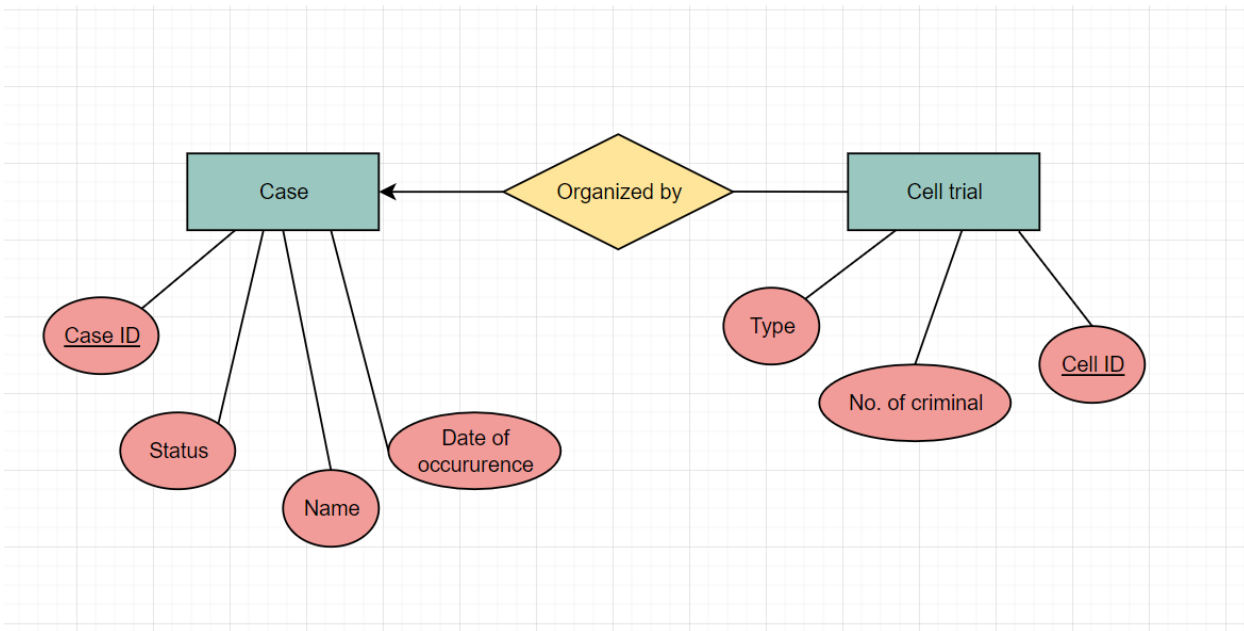 Case
Organized by
Cell trial
Case ID
Status
Name
Date of
occururence
Type
No. of criminal
Cell ID